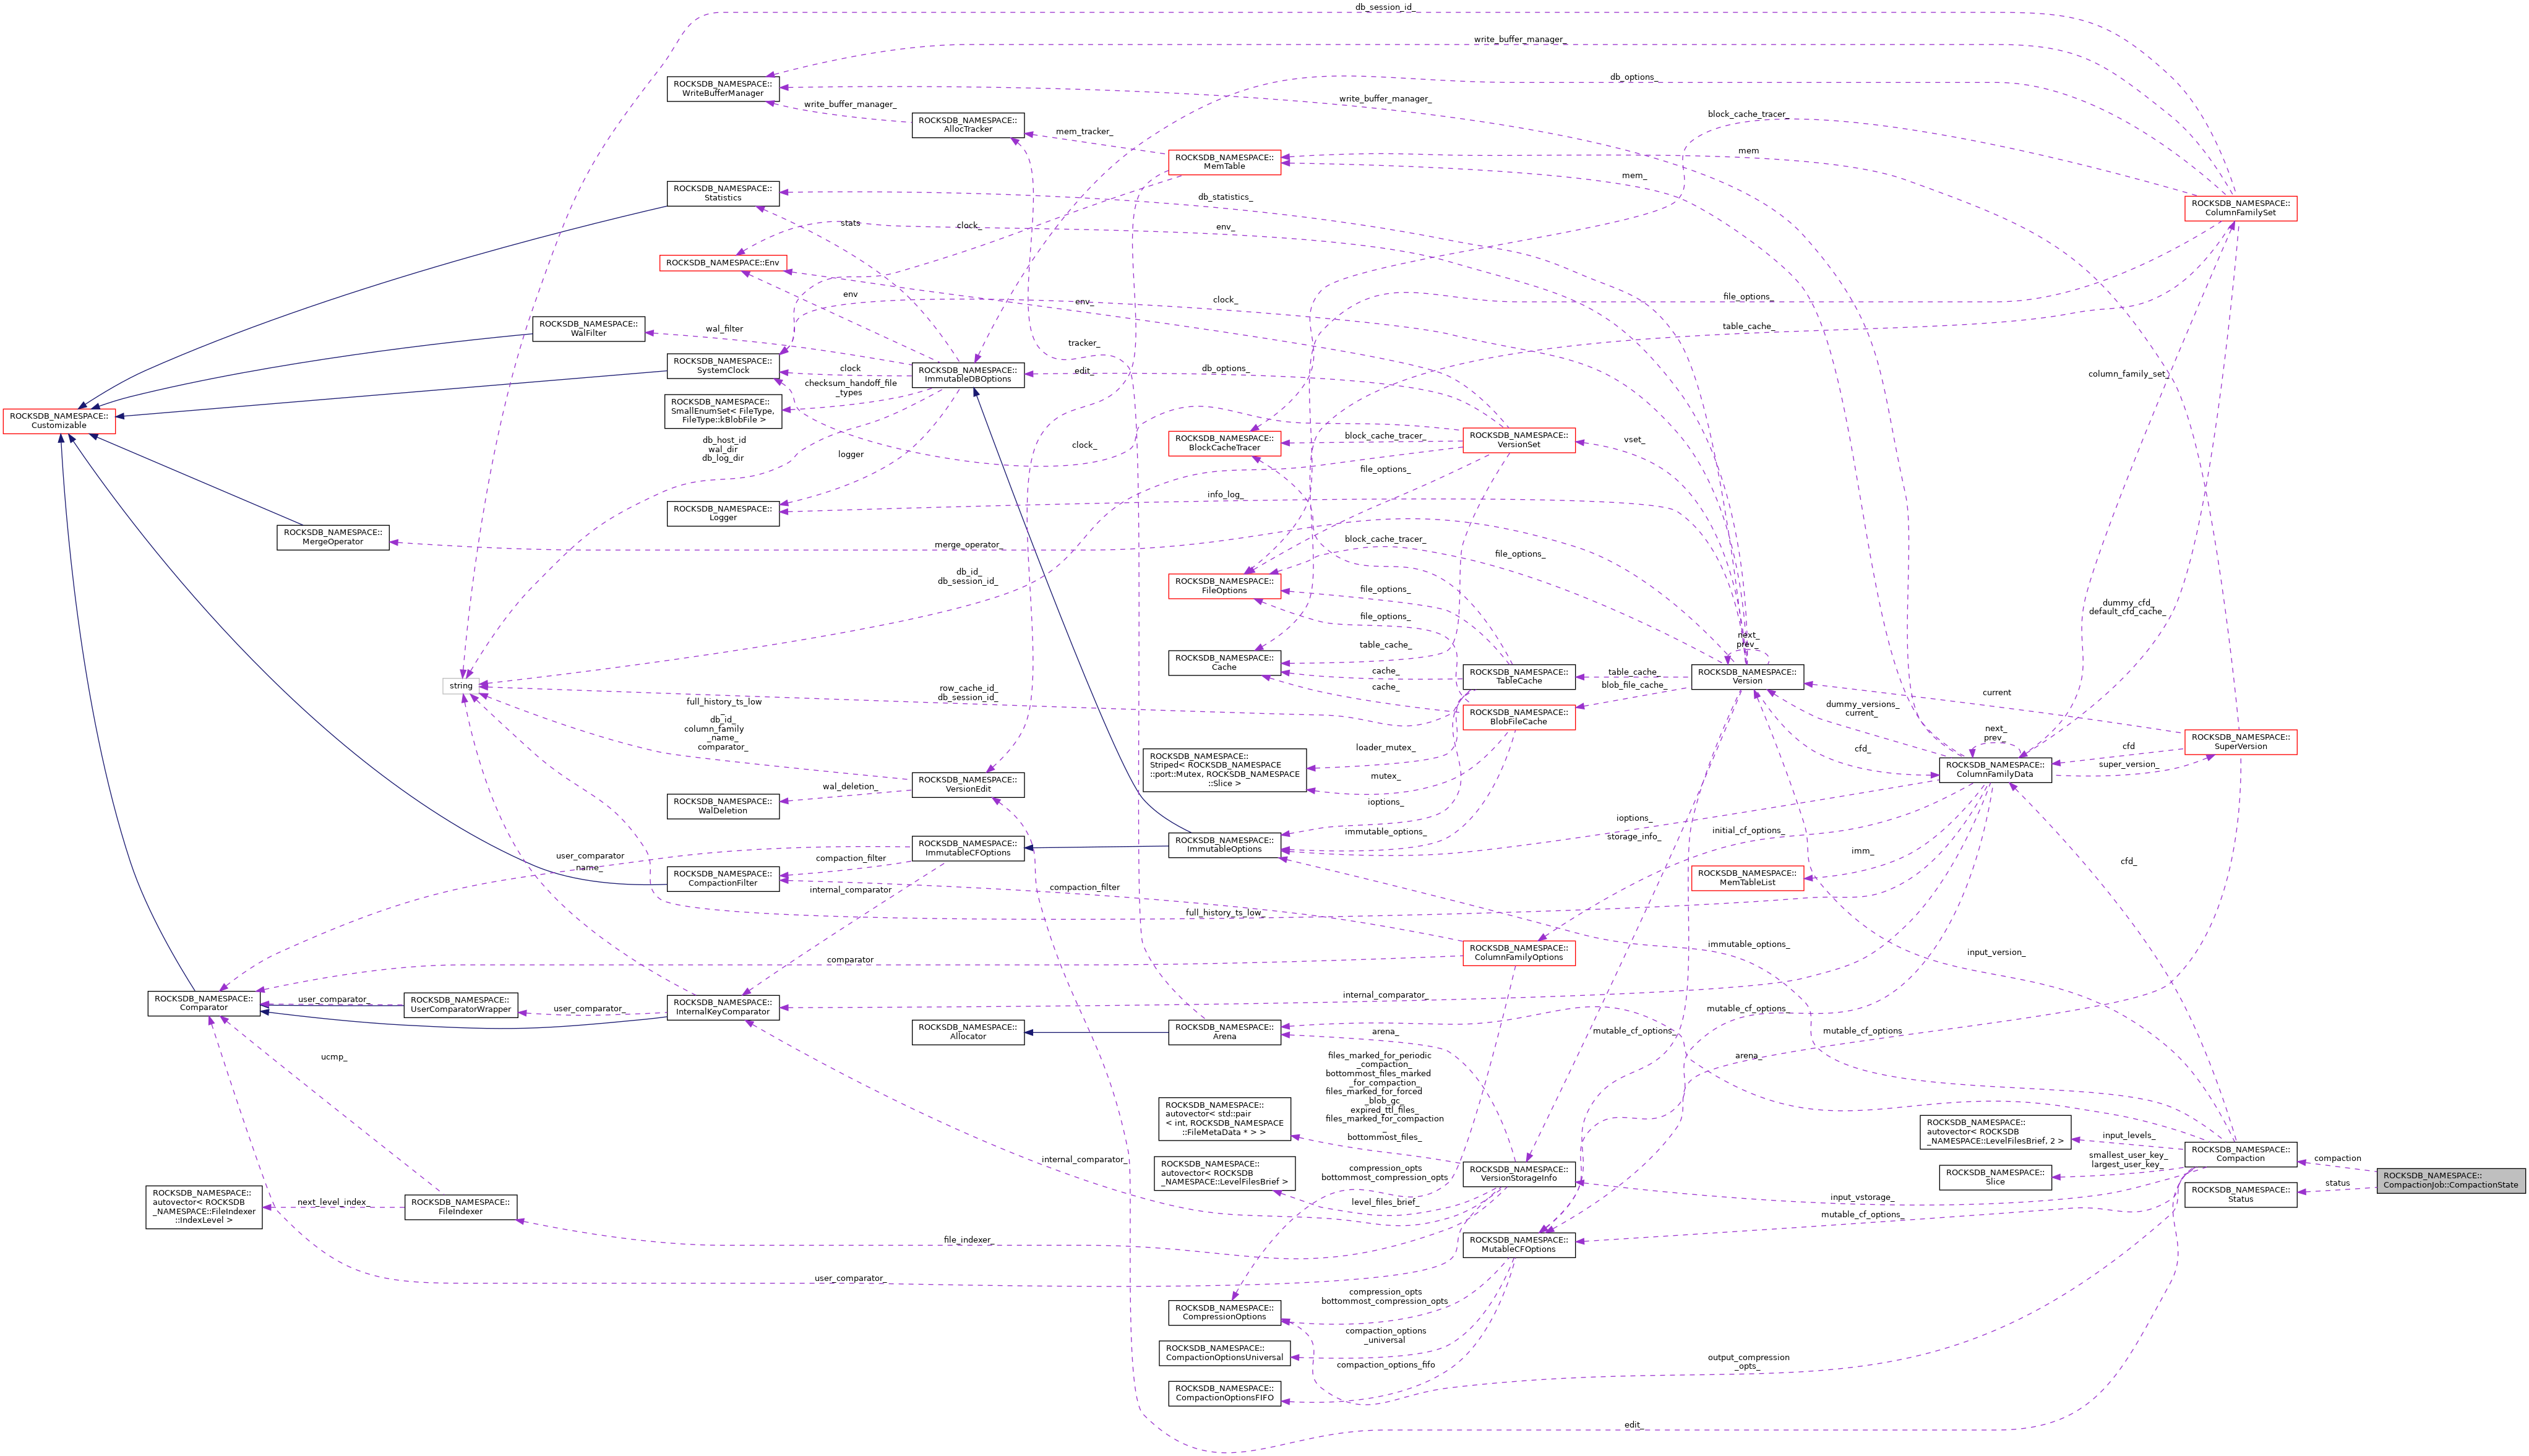 db_session_id_
write_buffer_manager_
db_options_
ROCKSDB_NAMESPACE::
WriteBufferManager
write_buffer_manager_
write_buffer_manager_
block_cache_tracer_
ROCKSDB_NAMESPACE::
AllocTracker
mem_tracker_
mem
ROCKSDB_NAMESPACE::
MemTable
mem_
ROCKSDB_NAMESPACE::
Statistics
db_statistics_
ROCKSDB_NAMESPACE::
ColumnFamilySet
stats
clock_
env_
ROCKSDB_NAMESPACE::Env
env
env_
clock_
file_options_
ROCKSDB_NAMESPACE::
WalFilter
wal_filter
table_cache_
tracker_
ROCKSDB_NAMESPACE::
SystemClock
clock
ROCKSDB_NAMESPACE::
ImmutableDBOptions
edit_
db_options_
column_family_set_
checksum_handoff_file
_types
ROCKSDB_NAMESPACE::
SmallEnumSet< FileType,
FileType::kBlobFile >
ROCKSDB_NAMESPACE::
Customizable
db_host_id
wal_dir
db_log_dir
logger
clock_
ROCKSDB_NAMESPACE::
BlockCacheTracer
block_cache_tracer_
ROCKSDB_NAMESPACE::
VersionSet
vset_
file_options_
info_log_
ROCKSDB_NAMESPACE::
Logger
ROCKSDB_NAMESPACE::
MergeOperator
merge_operator_
block_cache_tracer_
file_options_
db_id_
db_session_id_
ROCKSDB_NAMESPACE::
FileOptions
file_options_
file_options_
dummy_cfd_
default_cfd_cache_
next_
prev_
table_cache_
ROCKSDB_NAMESPACE::
Cache
cache_
cache_
ROCKSDB_NAMESPACE::
TableCache
table_cache_
blob_file_cache_
ROCKSDB_NAMESPACE::
Version
string
row_cache_id_
db_session_id_
current
dummy_versions_
current_
ROCKSDB_NAMESPACE::
BlobFileCache
full_history_ts_low
_
db_id_
column_family
_name_
comparator_
next_
prev_
ROCKSDB_NAMESPACE::
SuperVersion
cfd_
cfd
super_version_
loader_mutex_
ROCKSDB_NAMESPACE::
Striped< ROCKSDB_NAMESPACE
::port::Mutex, ROCKSDB_NAMESPACE
::Slice >
mutex_
ROCKSDB_NAMESPACE::
ColumnFamilyData
ROCKSDB_NAMESPACE::
VersionEdit
wal_deletion_
ROCKSDB_NAMESPACE::
WalDeletion
ioptions_
ioptions_
immutable_options_
storage_info_
initial_cf_options_
ROCKSDB_NAMESPACE::
ImmutableOptions
ROCKSDB_NAMESPACE::
ImmutableCFOptions
user_comparator
name_
compaction_filter
imm_
cfd_
ROCKSDB_NAMESPACE::
CompactionFilter
internal_comparator
compaction_filter
ROCKSDB_NAMESPACE::
MemTableList
full_history_ts_low_
ROCKSDB_NAMESPACE::
ColumnFamilyOptions
immutable_options_
input_version_
comparator
ROCKSDB_NAMESPACE::
Comparator
user_comparator_
ROCKSDB_NAMESPACE::
UserComparatorWrapper
user_comparator_
ROCKSDB_NAMESPACE::
InternalKeyComparator
internal_comparator_
mutable_cf_options_
ROCKSDB_NAMESPACE::
Allocator
ROCKSDB_NAMESPACE::
Arena
arena_
mutable_cf_options_
mutable_cf_options
ucmp_
arena_
files_marked_for_periodic
_compaction_
bottommost_files_marked
_for_compaction_
files_marked_for_forced
_blob_gc_
expired_ttl_files_
files_marked_for_compaction
_
bottommost_files_
ROCKSDB_NAMESPACE::
autovector< std::pair
< int, ROCKSDB_NAMESPACE
::FileMetaData * > >
ROCKSDB_NAMESPACE::
autovector< ROCKSDB
_NAMESPACE::LevelFilesBrief, 2 >
input_levels_
ROCKSDB_NAMESPACE::
Compaction
compaction
smallest_user_key_
largest_user_key_
ROCKSDB_NAMESPACE::
CompactionJob::CompactionState
internal_comparator_
ROCKSDB_NAMESPACE::
autovector< ROCKSDB
_NAMESPACE::LevelFilesBrief >
compression_opts
bottommost_compression_opts
ROCKSDB_NAMESPACE::
VersionStorageInfo
ROCKSDB_NAMESPACE::
Slice
status
ROCKSDB_NAMESPACE::
Status
ROCKSDB_NAMESPACE::
autovector< ROCKSDB
_NAMESPACE::FileIndexer
::IndexLevel >
next_level_index_
ROCKSDB_NAMESPACE::
FileIndexer
level_files_brief_
input_vstorage_
mutable_cf_options_
file_indexer_
ROCKSDB_NAMESPACE::
MutableCFOptions
user_comparator_
compression_opts
bottommost_compression_opts
ROCKSDB_NAMESPACE::
CompressionOptions
compaction_options
_universal
ROCKSDB_NAMESPACE::
CompactionOptionsUniversal
compaction_options_fifo
output_compression
_opts_
ROCKSDB_NAMESPACE::
CompactionOptionsFIFO
edit_